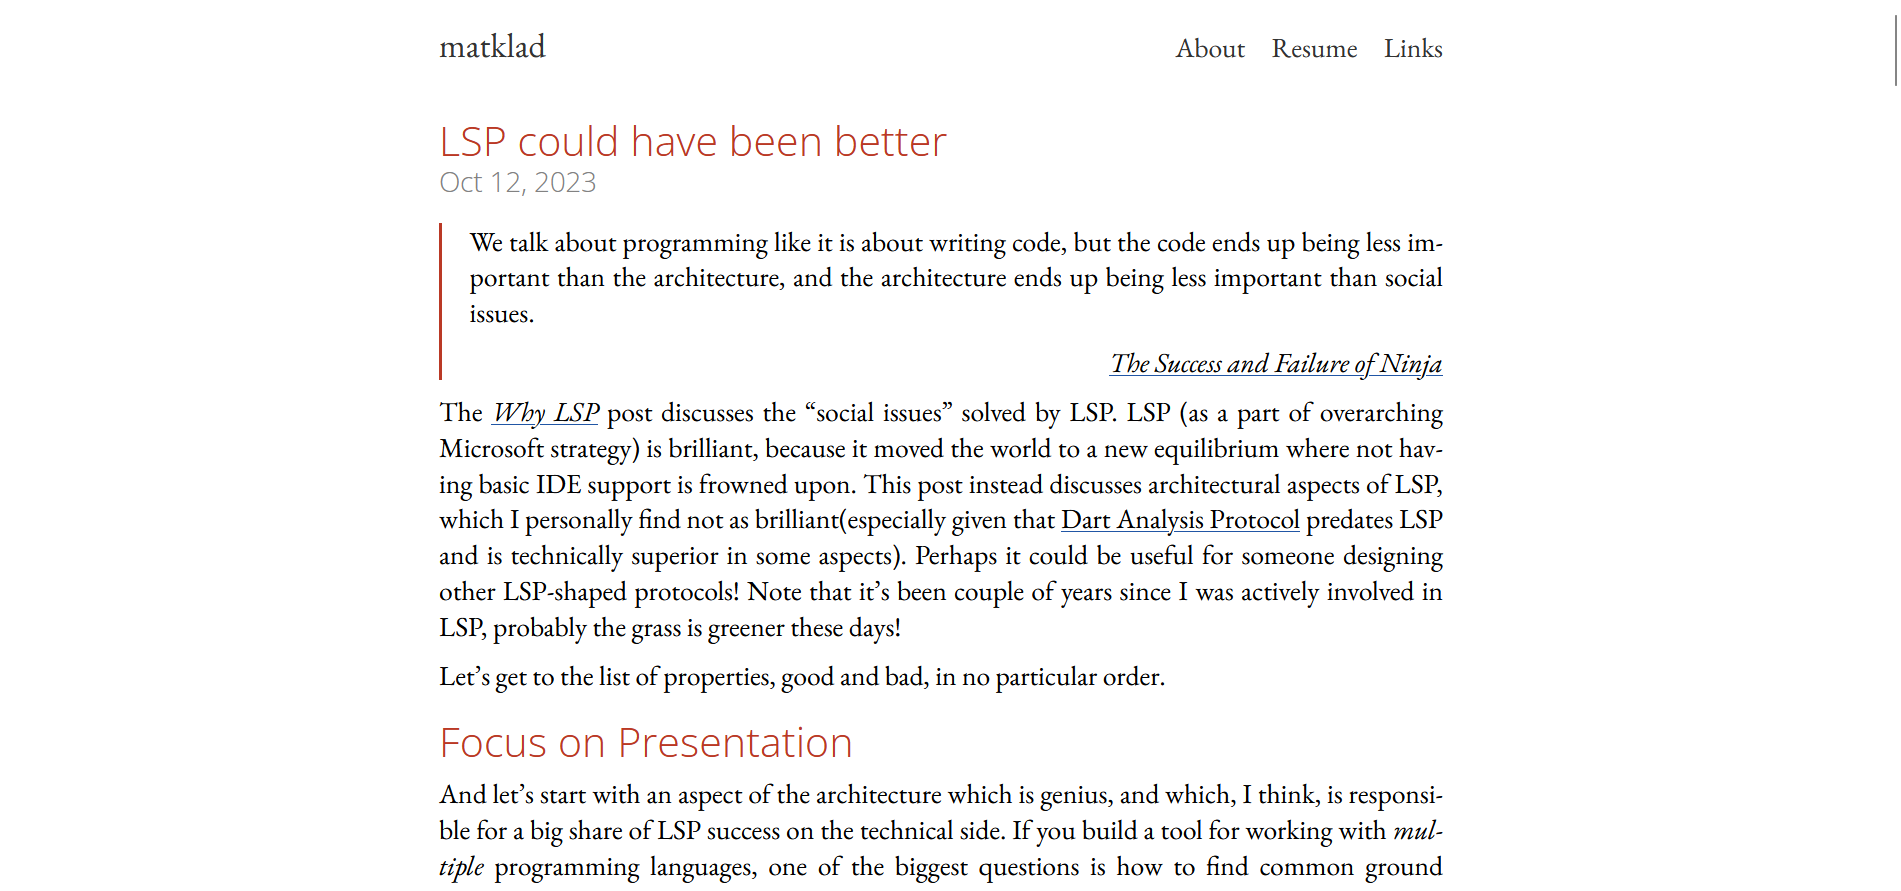 matklad
About Resume Links
LSP could have been better
Oct 12, 2023
We talk about programming like it is about writing code, but the code ends up being less im-
portant than the architecture, and the architecture ends up being less important than social
issues.
The Success and Failure of Ninja
The Why LSP post discusses the “social issues” solved by LSP. LSP (as a part of overarching
Microsoft strategy) is brilliant, because it moved the world to a new equilibrium where not hav-
ing basic IDE support is frowned upon. This post instead discusses architectural aspects of LSP,
which I personally find not as brilliant(especially given that Dart Analysis Protocol predates LSP
and is technically superior in some aspects). Perhaps it could be useful for someone designing
other LSP-shaped protocols! Note that it’s been couple of years since I was actively involved in
LSP, probably the grass is greener these days!
Let’s get to the list of properties, good and bad, in no particular order.
Focus on Presentation
And let’s start with an aspect of the architecture which is genius, and which, I think, is responsi-
ble for a big share of LSP success on the technical side. If you build a tool for working with mul-
tiple programming languages, one of the biggest questions is how to find common ground